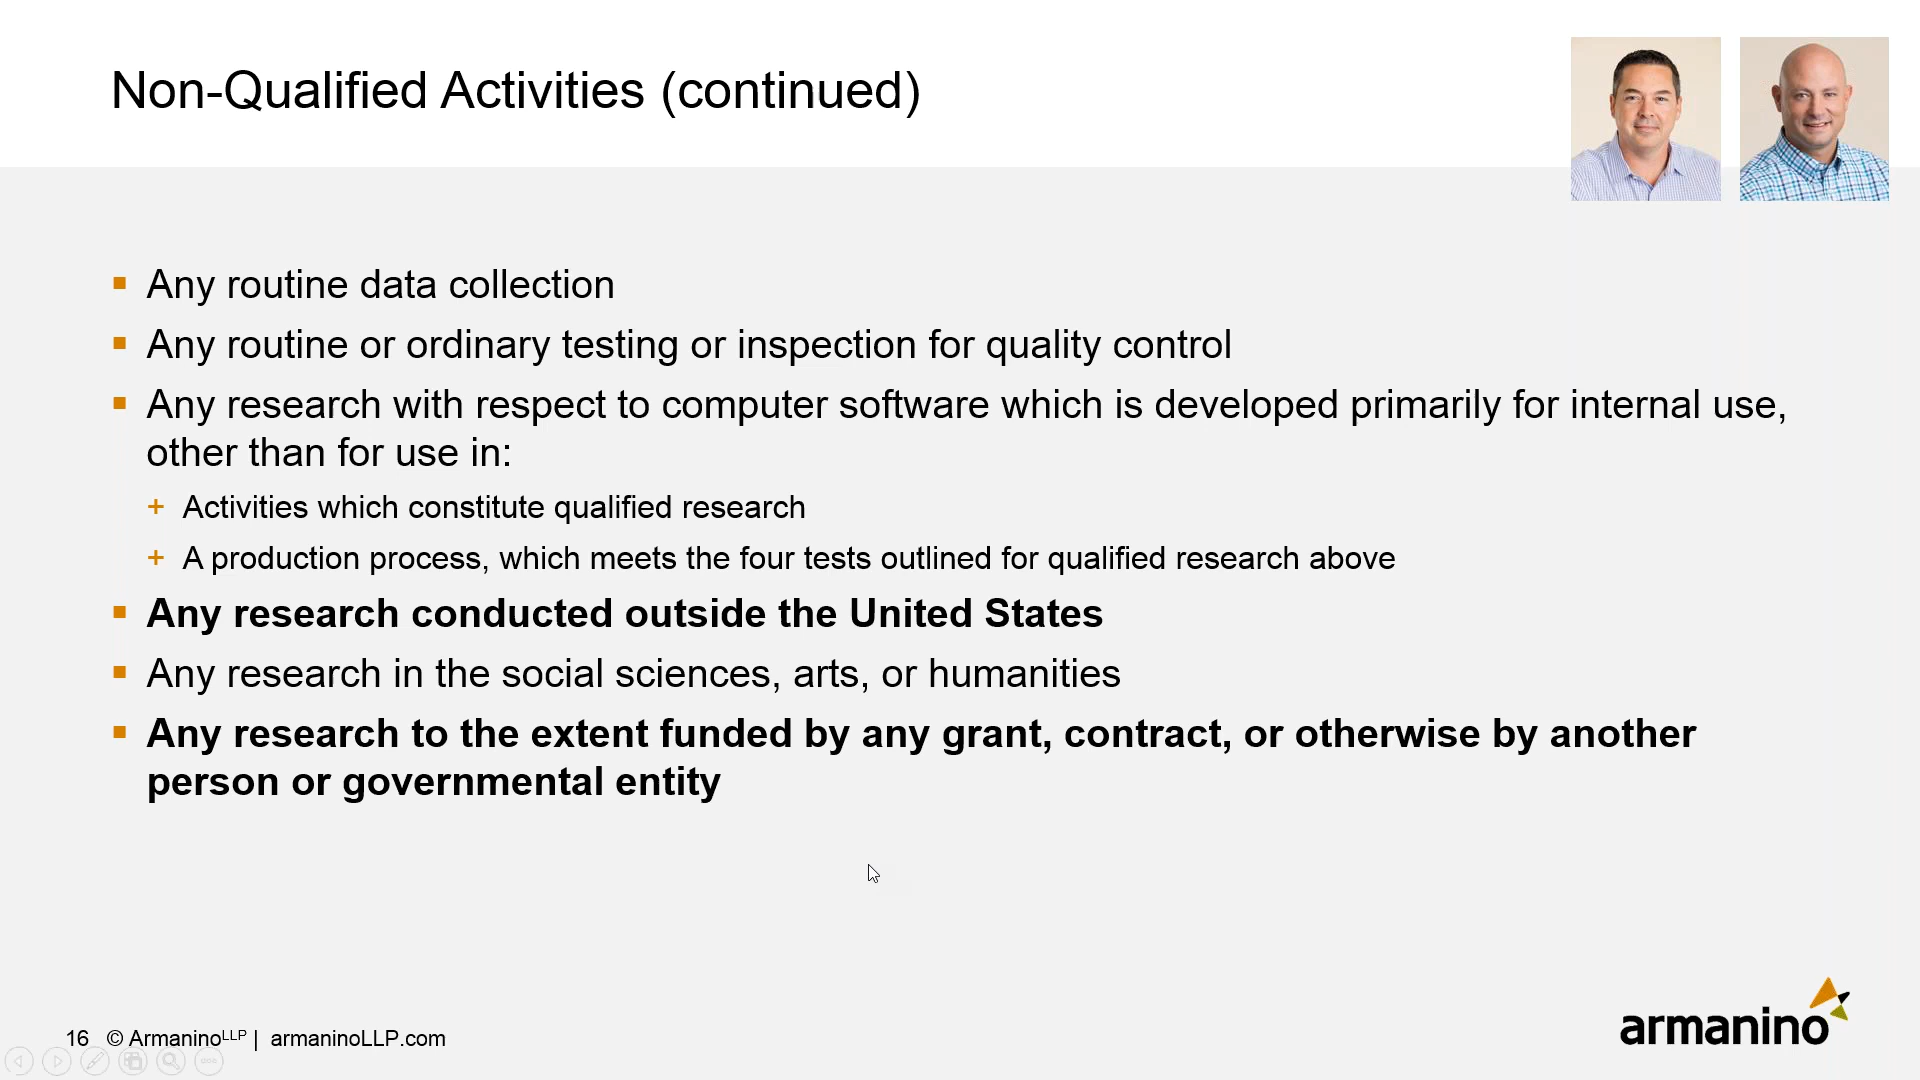 Non-Qualified Activities (continued)
▪ Any routine data collection
▪ Any routine or ordinary testing or inspection for quality control
▪ Any research with respect to computer software which is developed primarily for internal use,
other than for use in:
+ Activities which constitute qualified research
+ A production process, which meets the four tests outlined for qualified research above
▪ Any research conducted outside the United States
▪ Any research in the social sciences, arts, or humanities
▪ Any research to the extent funded by any grant, contract, or otherwise by another
person or governmental entity
16 © ArmaninoLLP | armaninoLLP.com
armanino